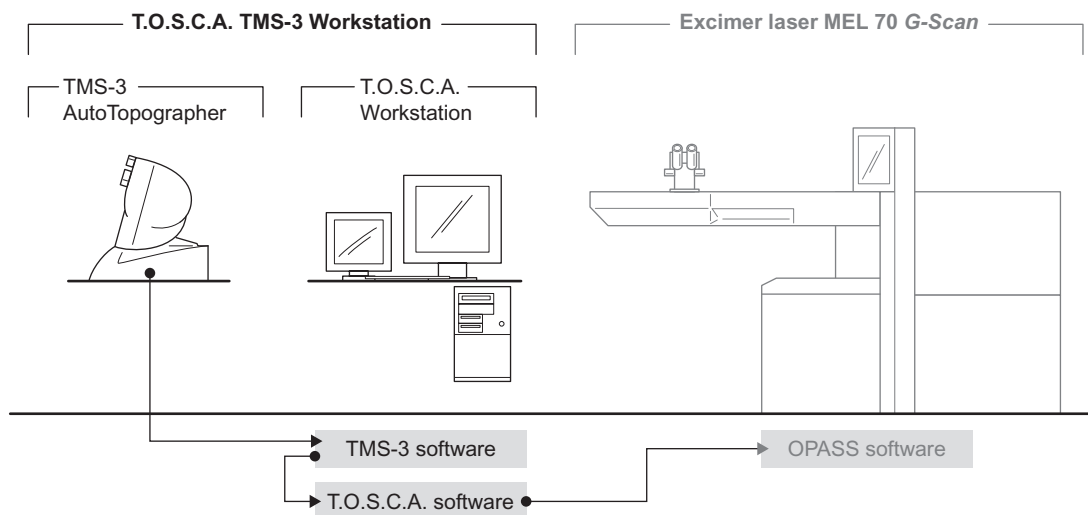 T.O.S.C.A. TMS-3 Workstation
Excimer laser MEL 70 G-Scan
TMS-3
AutoTopographer
T.O.S.C.A.
Workstation
TMS-3 software
OPASS software
T.O.S.C.A. software